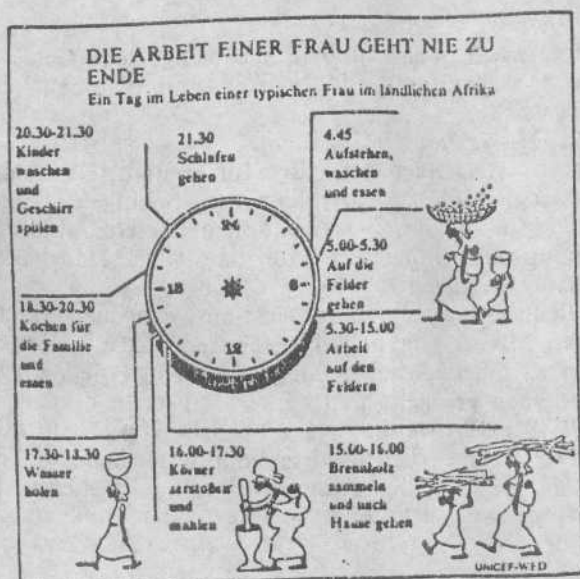 DIE ARBEIT EINER FRAU GEHT NIE ZU
ENDE
Ein Tag im Leben einer typischen Frau im ländlichen Afrika
20.30-21.30
Kinder
waschen
und
Geschirr
spülen
21.30
Schlafen
gehen
4.45
Aufstehen,
waschen
und essen
24
18
6
12
5.00-5.30
Auf die
Felder
gehen
18.30-20.30
Kochen für
die Familie
und
essen
5.30-15.00
Arbeit
auf den
Feldern
17.30-18.30
Wasser
holen
16.00-17.30
Körner
zerstoßen
und
mahlen
15.00-16.00
Brennholz
sammeln
und nach
Hause gehen
UNICEF-WFD